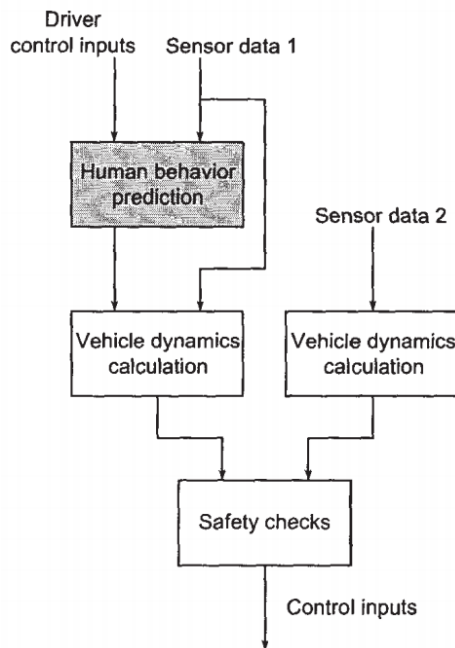 Driver
control inputs
Sensor data 1
Human behavior
prediction
Sensor data 2
Vehicle dynamics
calculation
Vehicle dynamics
calculation
Safety checks
Control inputs